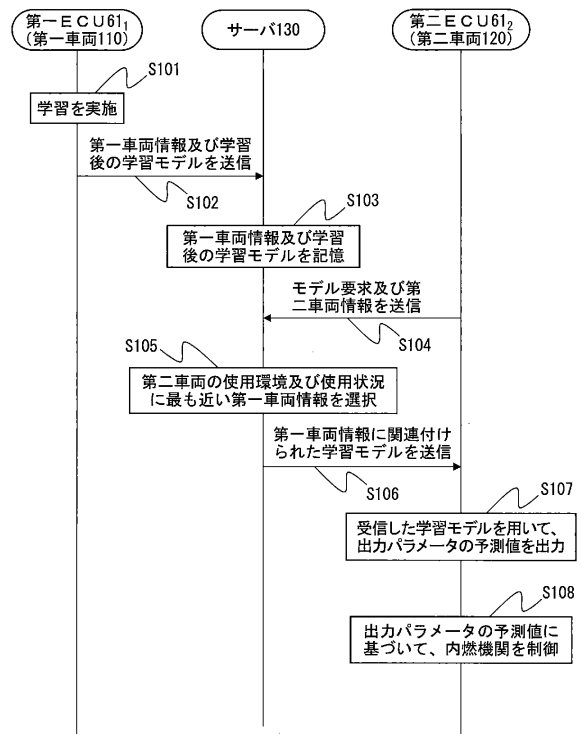 第一ECU61₁
(第一車両110)
サーバ130
第二ECU61₂
(第二車両120)
S101
学習を実施
第一車両情報及び学習
後の学習モデルを送信
S102
S103
第一車両情報及び学習
後の学習モデルを記憶
モデル要求及び第
二車両情報を送信
S104
S105
第二車両の使用環境及び使用状況
に最も近い第一車両情報を選択
第一車両情報に関連付け
られた学習モデルを送信
S106
S107
受信した学習モデルを用いて、
出力パラメータの予測値を出力
S108
出力パラメータの予測値に
基づいて、内燃機関を制御